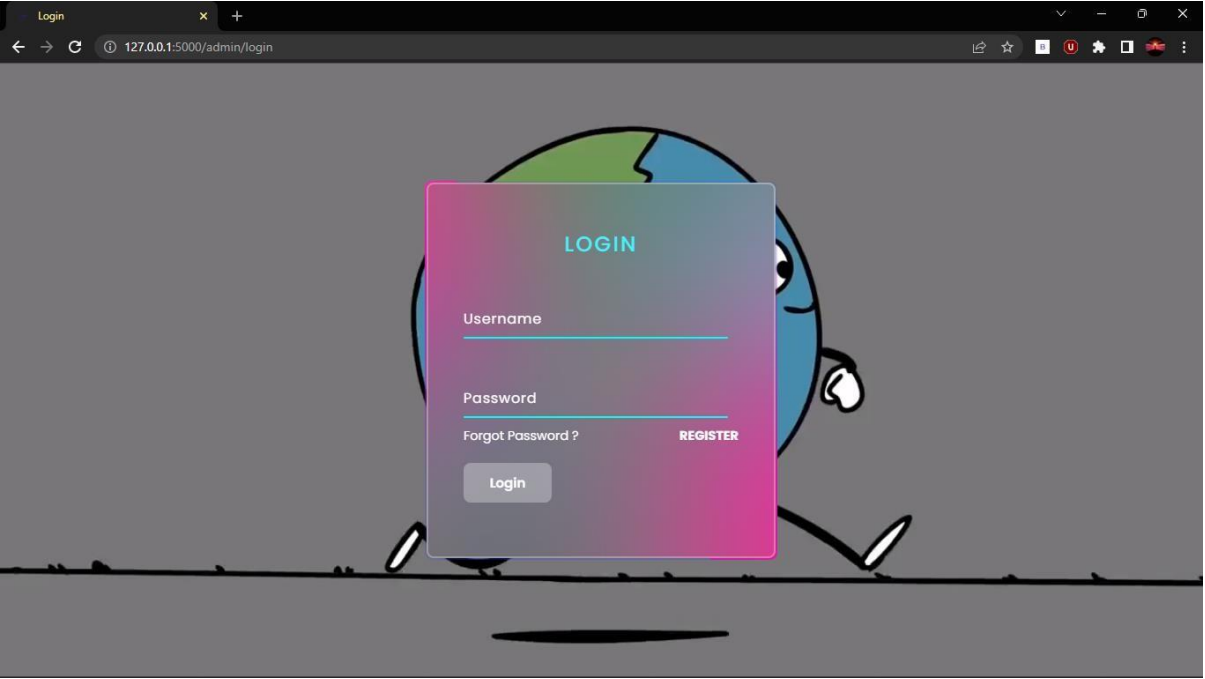 Login
127.0.0.1:5000/admin/login
LOGIN
Username
Password
Forgot Password ? REGISTER
Login